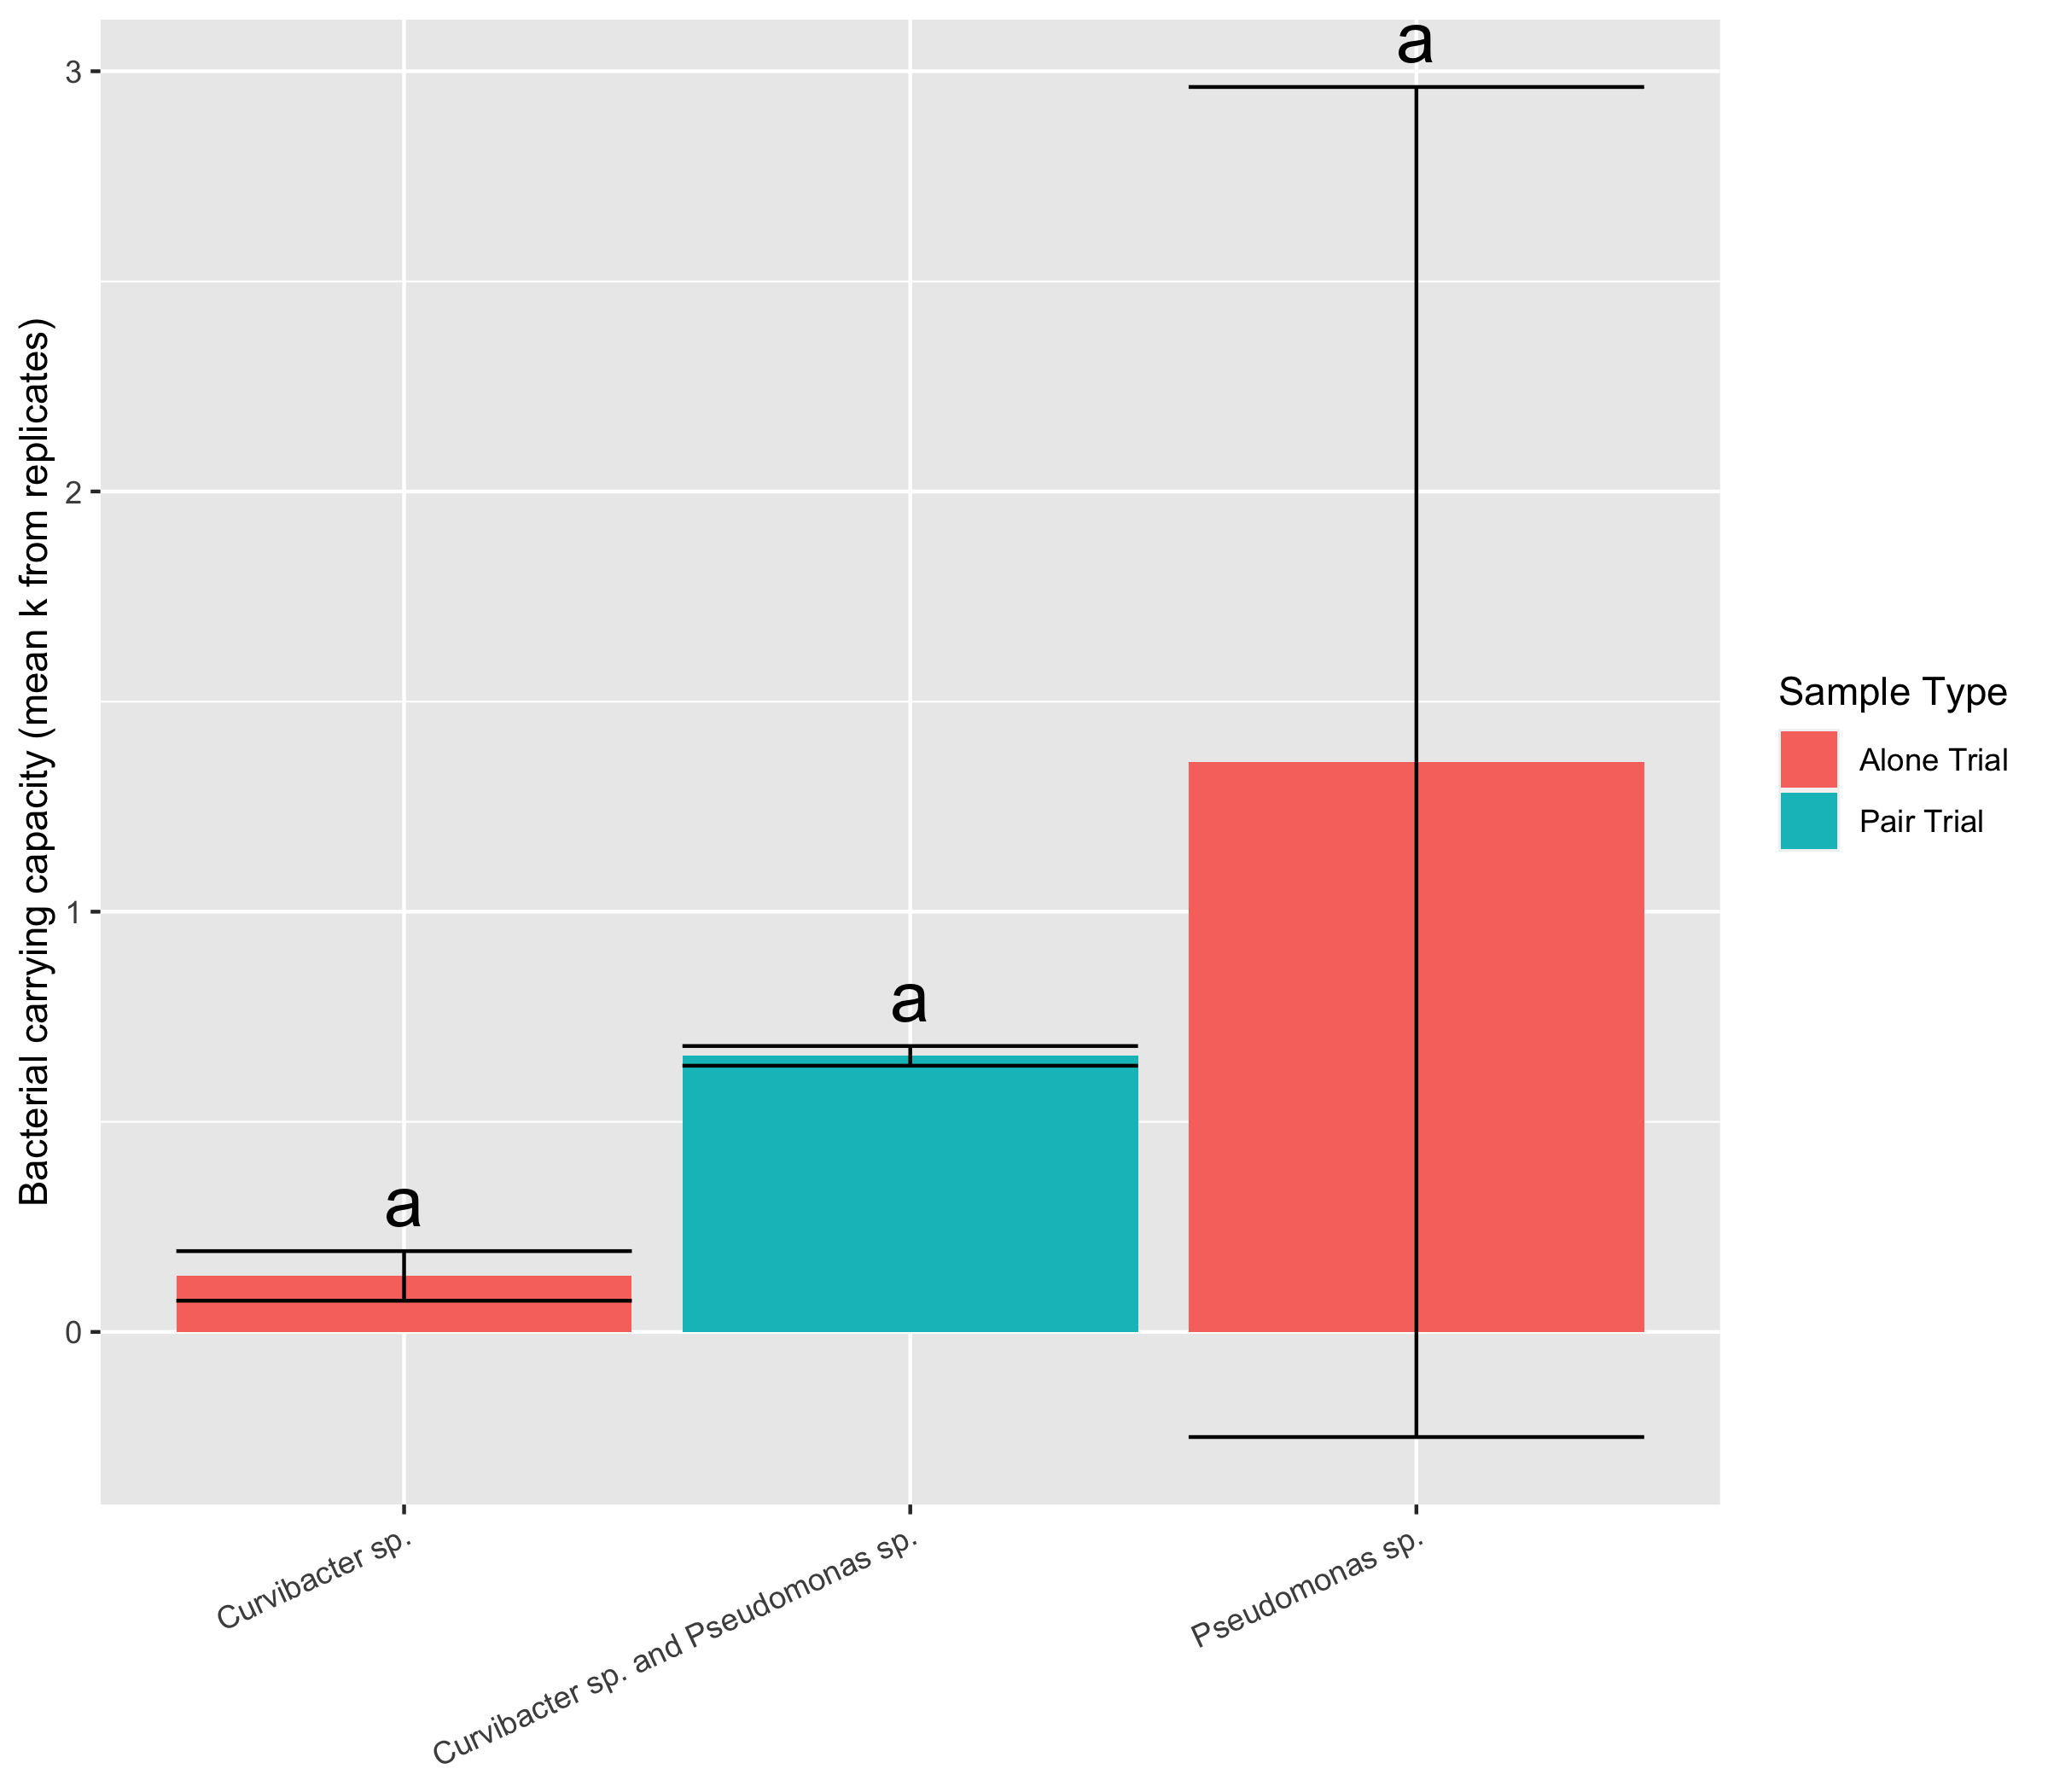 Bacterial carrying capacity (mean k from replicates)
3
2
1
0
a
a
a
Curvibacter sp.
Curvibacter sp. and Pseudomonas sp.
Pseudomonas sp.
Sample Type
Alone Trial
Pair Trial